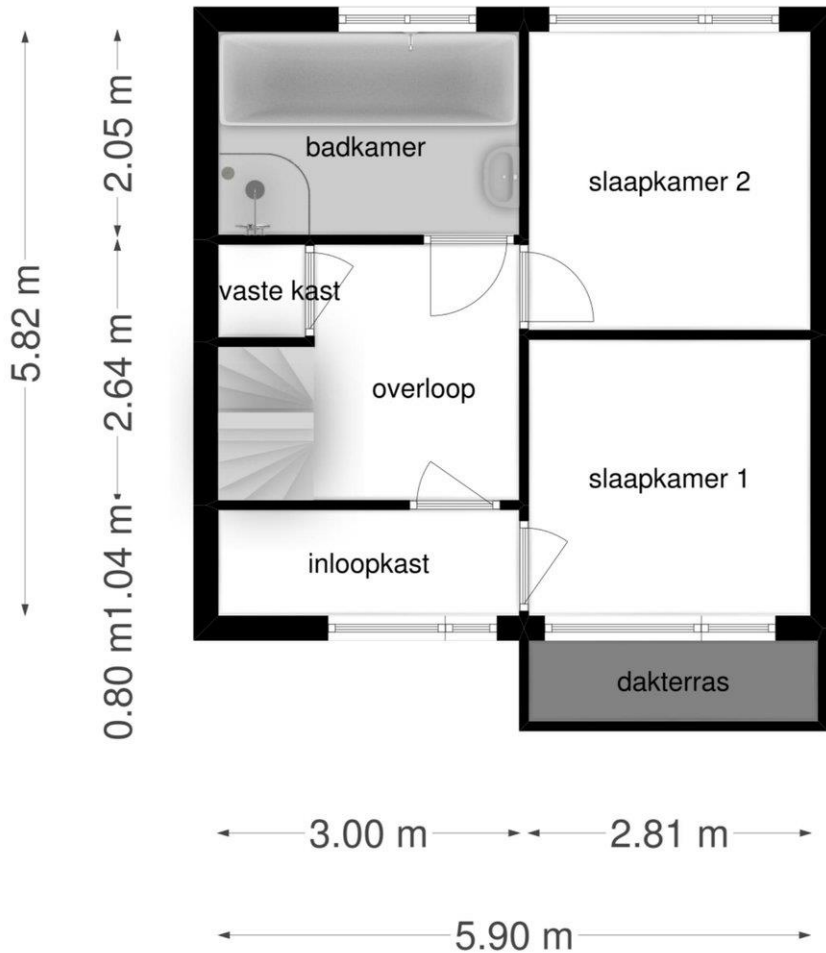 badkamer
slaapkamer 2
vaste kast
overloop
slaapkamer 1
inloopkast
dakterras
5.82 m
2.05 m
2.64 m
1.04 m
0.80 m
3.00 m
2.81 m
5.90 m